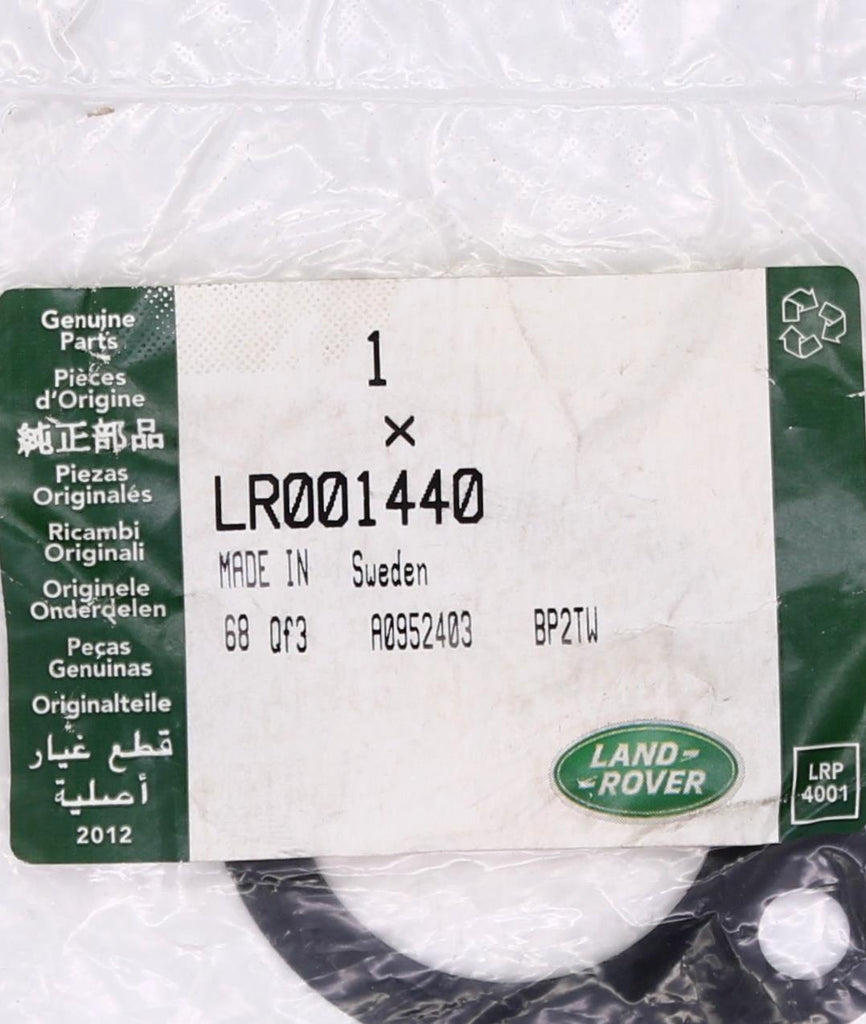 Genuine
Parts
Pièces
d'Origine
純正部品
Piezas
Originalés
Ricambi
Originali
Originele
Onderdelen
Peças
Genuinas
Originalteile
قطع غيار
أصلية
2012
1
×
LR001440
MADE IN Sweden
68 Qf3 A0952403 BP2TW
LAND-
-ROVER
LRP
4001